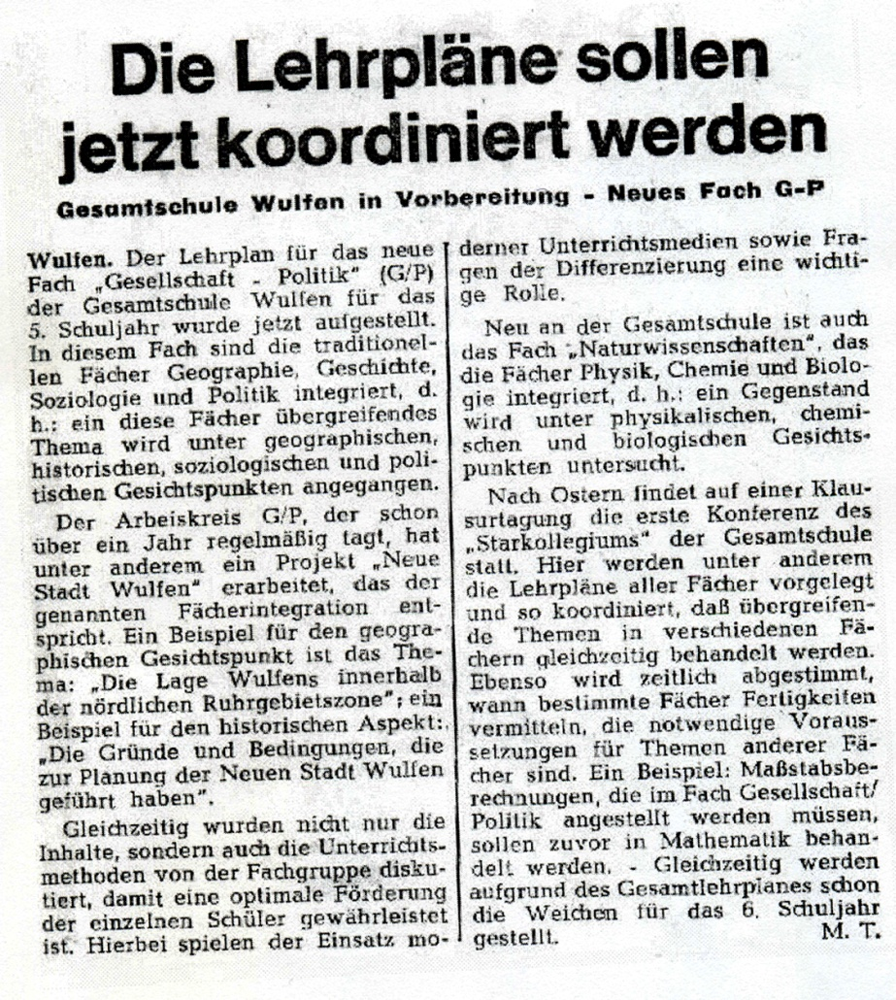 Die Lehrpläne sollen
jetzt koordiniert werden
Gesamtschule Wulfen in Vorbereitung - Neues Fach G-P
Wulfen. Der Lehrplan für das neue
Fach „Gesellschaft - Politik“ (G/P)
der Gesamtschule Wulfen für das
5. Schuljahr wurde jetzt aufgestellt.
In diesem Fach sind die traditionel-
len Fächer Geographie, Geschichte,
Soziologie und Politik integriert, d.
h.: ein diese Fächer übergreifendes
Thema wird unter geographischen,
historischen, soziologischen und poli-
tischen Gesichtspunkten angegangen.
Der Arbeiskreis G/P, der schon
über ein Jahr regelmäßig tagt, hat
unter anderem ein Projekt „Neue
Stadt Wulfen“ erarbeitet, das der
genannten Fächerintegration ent-
spricht. Ein Beispiel für den geogra-
phischen Gesichtspunkt ist das The-
ma: „Die Lage Wulfens innerhalb
der nördlichen Ruhrgebietszone“; ein
Beispiel für den historischen Aspekt:
„Die Gründe und Bedingungen, die
zur Planung der Neuen Stadt Wulfen
geführt haben“.
Gleichzeitig wurden nicht nur die
Inhalte, sondern auch die Unterrichts-
methoden von der Fachgruppe disku-
tiert, damit eine optimale Förderung
der einzelnen Schüler gewährleistet
ist. Hierbei spielen der Einsatz mo-
derner Unterrichtsmedien sowie Fra-
gen der Differenzierung eine wichti-
ge Rolle.
Neu an der Gesamtschule ist auch
das Fach „Naturwissenschaften“, das
die Fächer Physik, Chemie und Biolo-
gie integriert, d. h.: ein Gegenstand
wird unter physikalischen, chemi-
schen und biologischen Gesichts-
punkten untersucht.
Nach Ostern findet auf einer Klau-
surtagung die erste Konferenz des
„Starkollegiums“ der Gesamtschule
statt. Hier werden unter anderem
die Lehrpläne aller Fächer vorgelegt
und so koordiniert, daß übergreifen-
de Themen in verschiedenen Fä-
chern gleichzeitig behandelt werden.
Ebenso wird zeitlich abgestimmt,
wann bestimmte Fächer Fertigkeiten
vermitteln, die notwendige Voraus-
setzungen für Themen anderer Fä-
cher sind. Ein Beispiel: Maßstabsbe-
rechnungen, die im Fach Gesellschaft/
Politik angestellt werden müssen,
sollen zuvor in Mathematik behan-
delt werden. - Gleichzeitig werden
aufgrund des Gesamtlehrplanes schon
die Weichen für das 6. Schuljahr
gestellt. M. T.